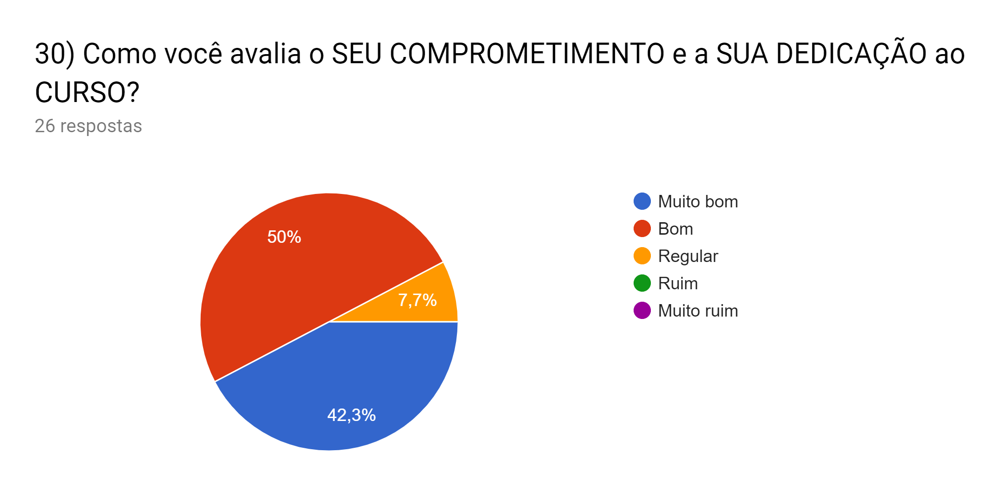 30) Como você avalia o SEU COMPROMETIMENTO e a SUA DEDICAÇÃO ao
CURSO?
26 respostas
50%
7,7%
42,3%
Muito bom
Bom
Regular
Ruim
Muito ruim